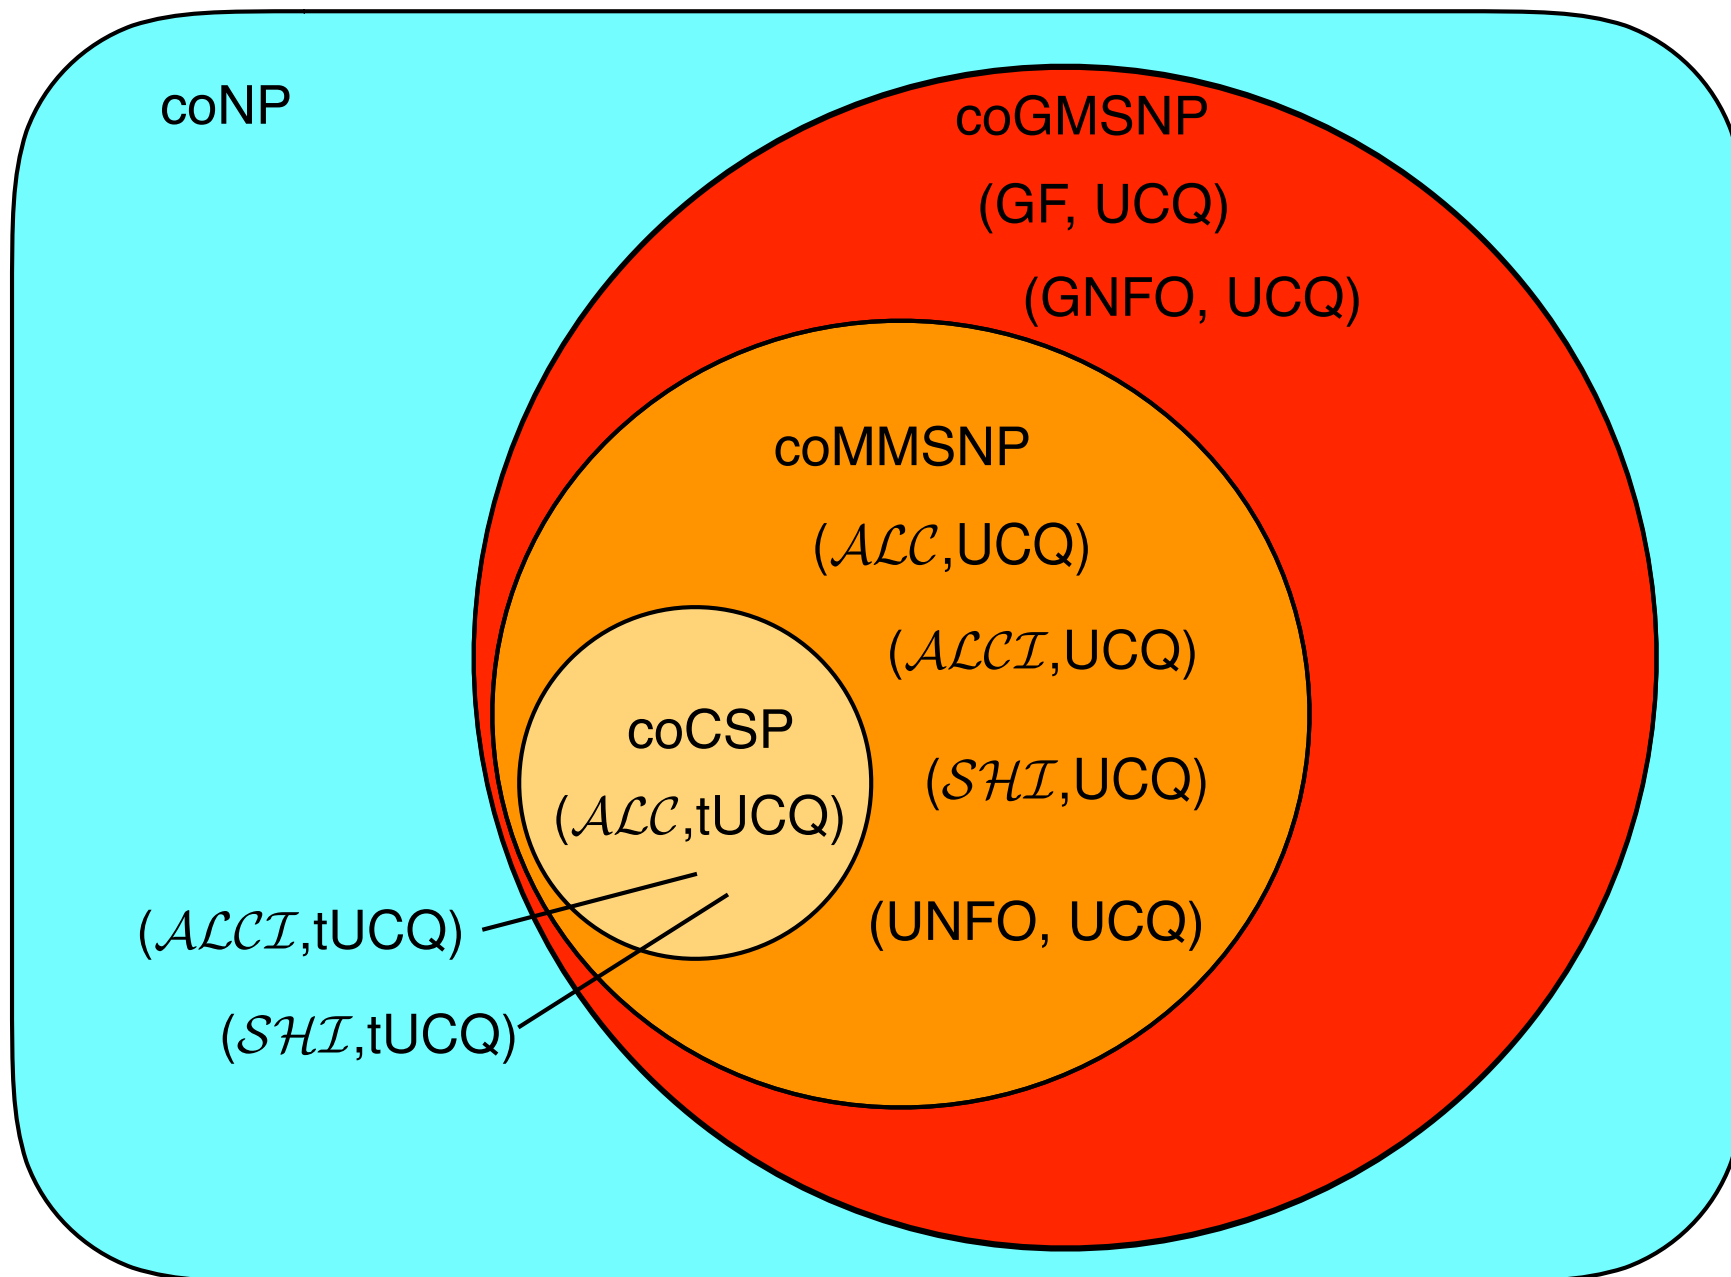 coNP
coGMSNP
(GF, UCQ)
(GNFO, UCQ)
coMMSNP
(𝒜ℒ𝒞,UCQ)
(𝒜ℒ𝒞ℐ,UCQ)
coCSP
(𝒮ℋℐ,UCQ)
(𝒜ℒ𝒞,tUCQ)
(UNFO, UCQ)
(𝒜ℒ𝒞ℐ,tUCQ)
(𝒮ℋℐ,tUCQ)